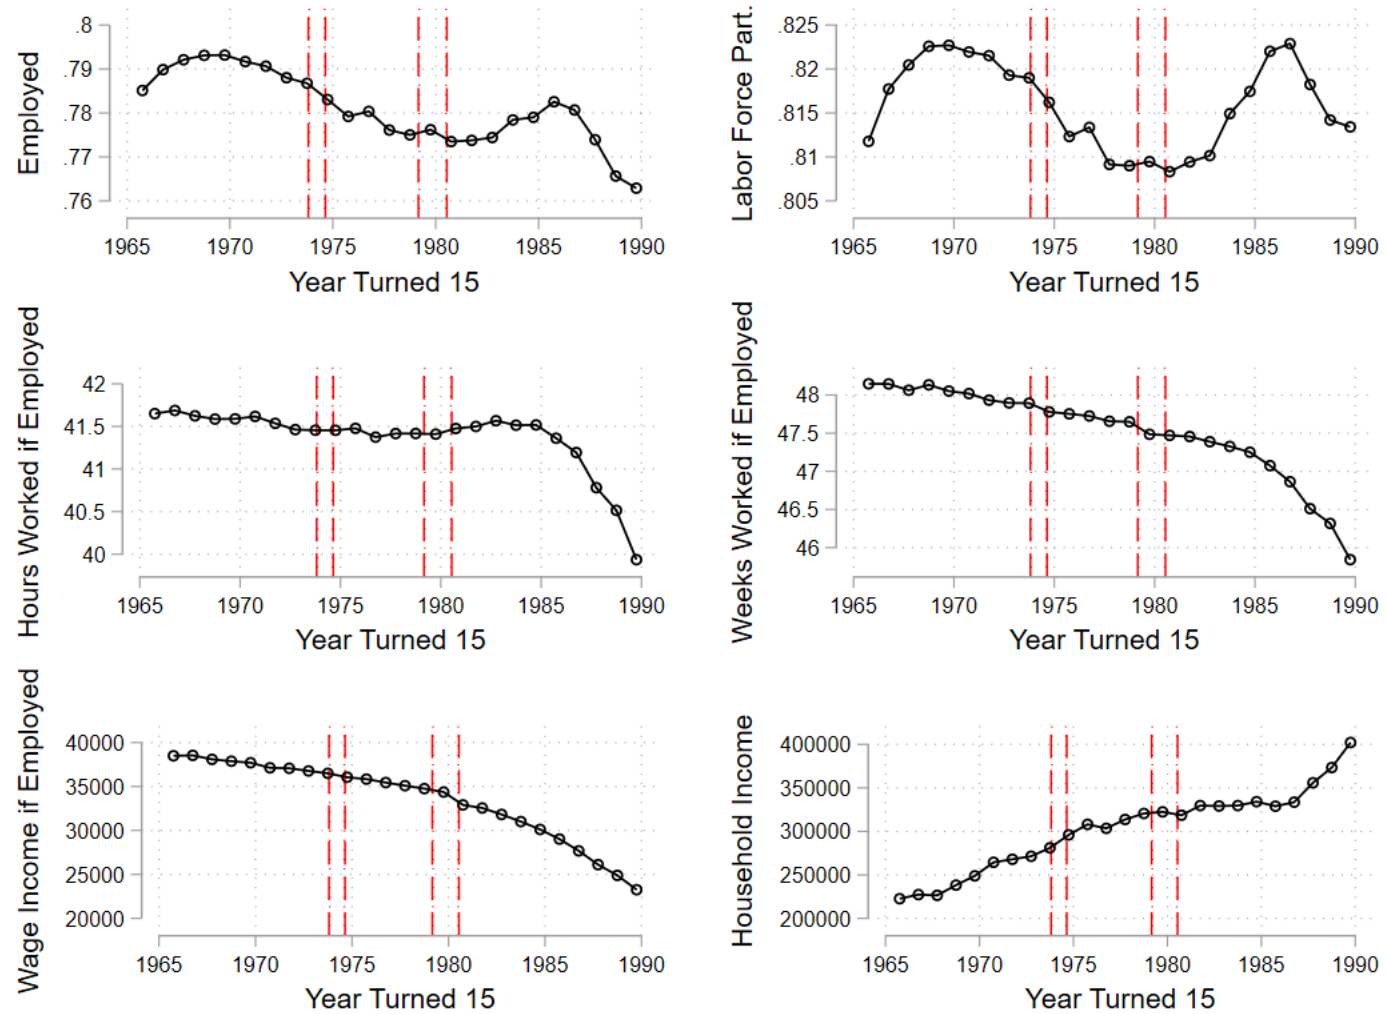 Employed
.8
.79
.78
.77
.76
1965 1970 1975 1980 1985 1990
Year Turned 15
Labor Force Part.
.825
.82
.815
.81
.805
1965 1970 1975 1980 1985 1990
Year Turned 15
Hours Worked if Employed
42
41.5
41
40.5
40
1965 1970 1975 1980 1985 1990
Year Turned 15
Weeks Worked if Employed
48
47.5
47
46.5
46
1965 1970 1975 1980 1985 1990
Year Turned 15
Wage Income if Employed
40000
35000
30000
25000
20000
1965 1970 1975 1980 1985 1990
Year Turned 15
Household Income
400000
350000
300000
250000
200000
1965 1970 1975 1980 1985 1990
Year Turned 15